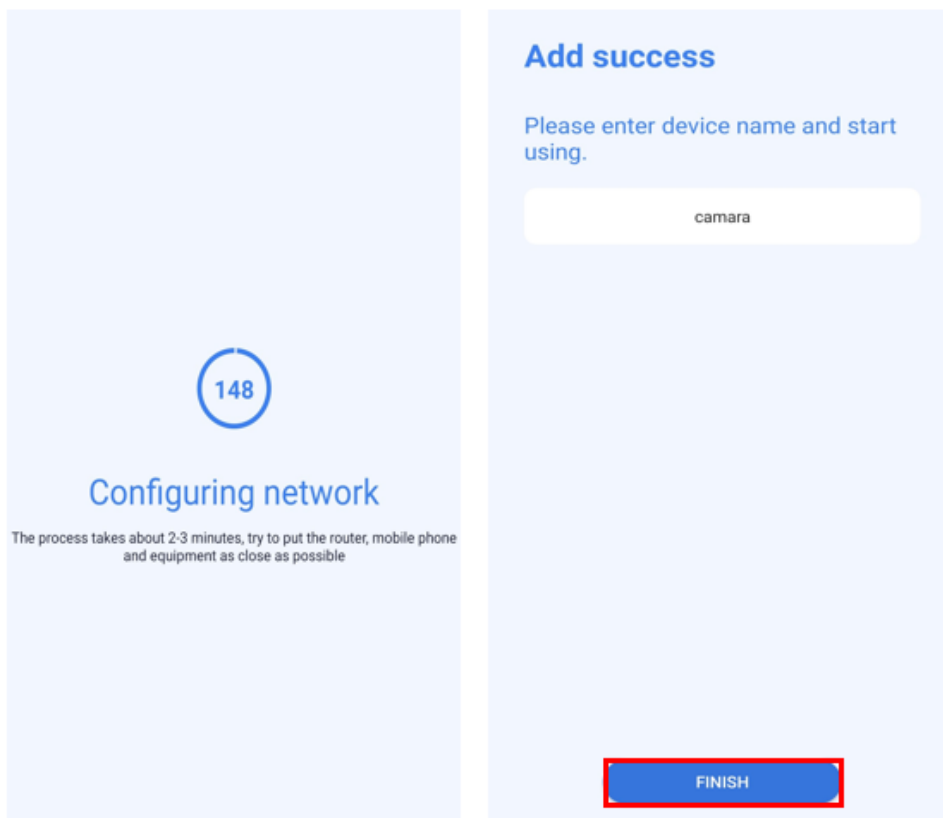 148
Configuring network
The process takes about 2-3 minutes, try to put the router, mobile phone
and equipment as close as possible
Add success
Please enter device name and start
using.
camara
FINISH